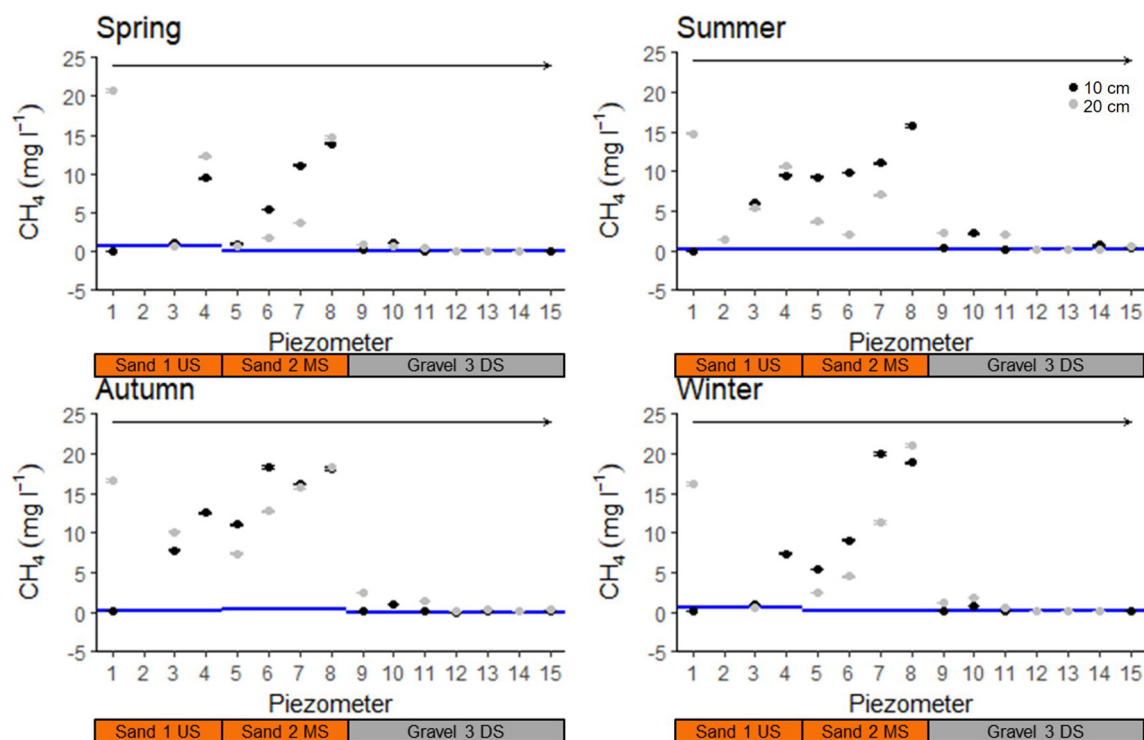 Spring
CH₄ (mg l⁻¹)
25
20
15
10
5
0
-5
1 2 3 4 5 6 7 8 9 10 11 12 13 14 15
Piezometer
Sand 1 US Sand 2 MS Gravel 3 DS
Summer
10 cm
20 cm
CH₄ (mg l⁻¹)
25
20
15
10
5
0
-5
1 2 3 4 5 6 7 8 9 10 11 12 13 14 15
Piezometer
Sand 1 US Sand 2 MS Gravel 3 DS
Autumn
CH₄ (mg l⁻¹)
25
20
15
10
5
0
-5
1 2 3 4 5 6 7 8 9 10 11 12 13 14 15
Piezometer
Sand 1 US Sand 2 MS Gravel 3 DS
Winter
CH₄ (mg l⁻¹)
25
20
15
10
5
0
-5
1 2 3 4 5 6 7 8 9 10 11 12 13 14 15
Piezometer
Sand 1 US Sand 2 MS Gravel 3 DS